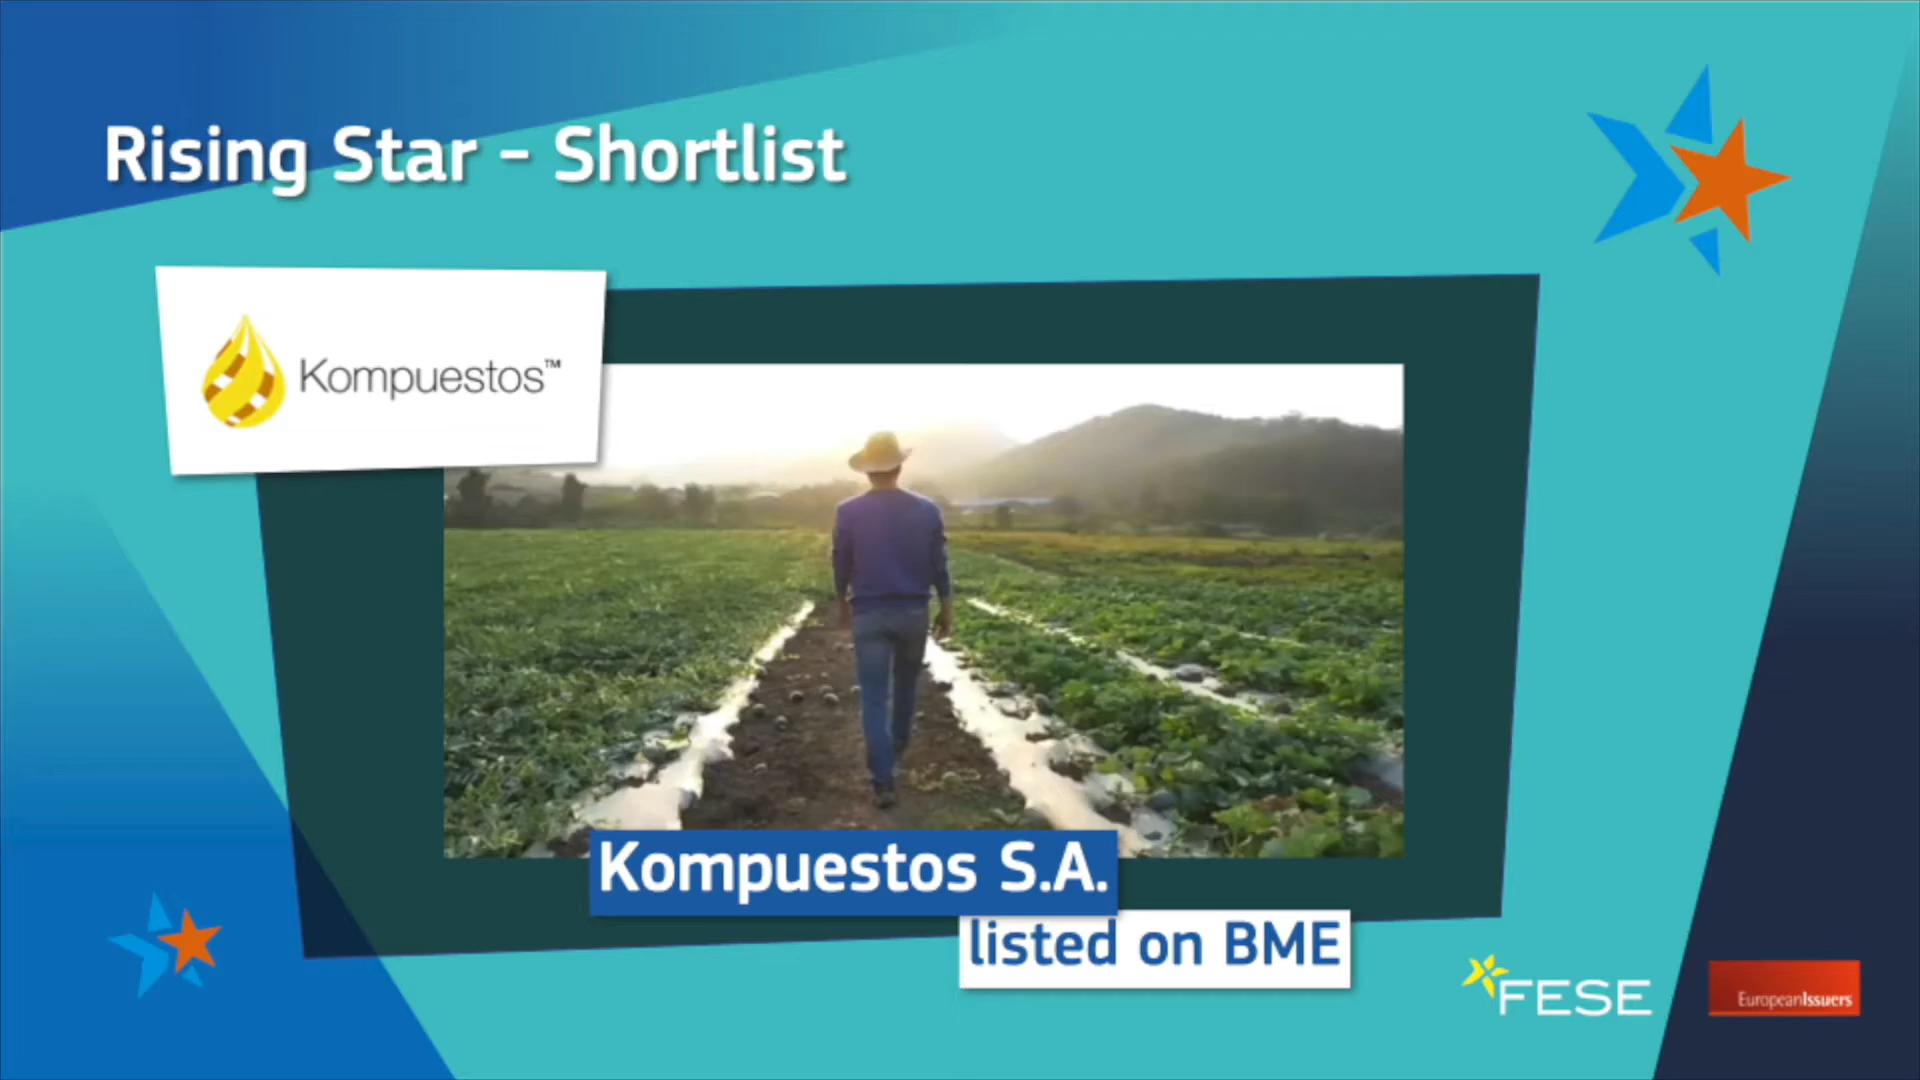 Rising Star - Shortlist
Kompuestos™
Kompuestos S.A.
listed on BME
FESE
EuropeanIssuers